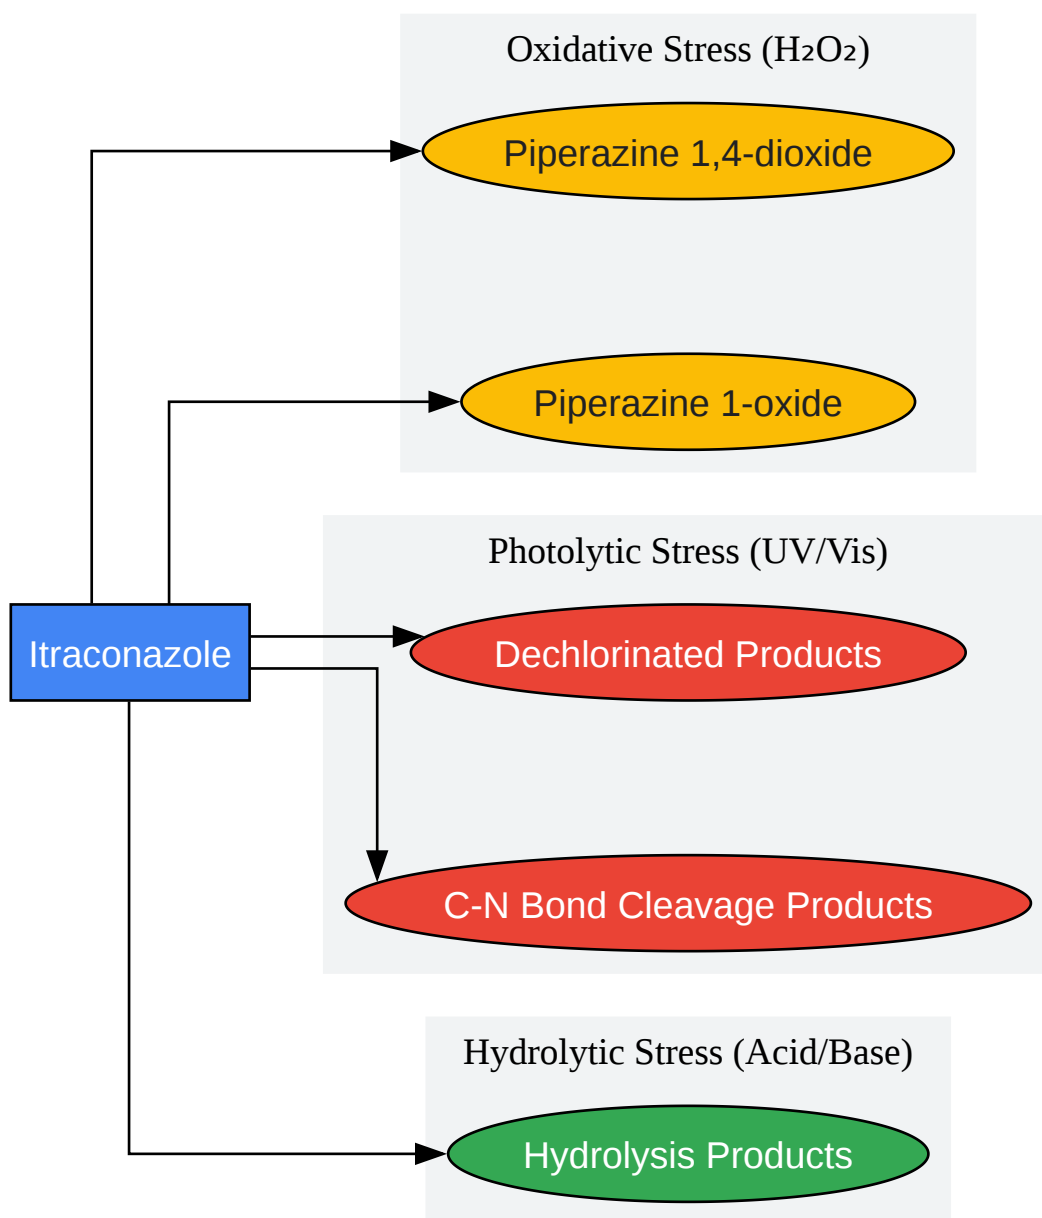 Oxidative Stress (H₂O₂)
Piperazine 1,4-dioxide
Piperazine 1-oxide
Photolytic Stress (UV/Vis)
Itraconazole
Dechlorinated Products
C-N Bond Cleavage Products
Hydrolytic Stress (Acid/Base)
Hydrolysis Products